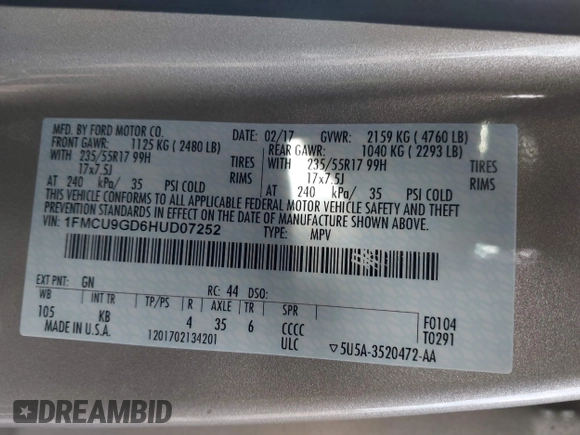 MFD. BY FORD MOTOR CO.
DATE: 02/17 GVWR: 2159 KG ( 4760 LB)
FRONT GAWR: 1125 KG ( 2480 LB) REAR GAWR: 1040 KG ( 2293 LB)
WITH 235/55R17 99H TIRES WITH 235/55R17 99H TIRES
17x7.5J RIMS 17x7.5J RIMS
AT 240 kPa/ 35 PSI COLD AT 240 kPa/ 35 PSI COLD
THIS VEHICLE CONFORMS TO ALL APPLICABLE FEDERAL MOTOR VEHICLE SAFETY AND THEFT
PREVENTION STANDARDS IN EFFECT ON THE DATE OF MANUFACTURE SHOWN ABOVE.
VIN: 1FMCU9GD6HUD07252 TYPE: MPV
EXT PNT: GN RC: 44 DSO:
WB INT TR TP/PS R AXLE TR SPR
105 KB 4 35 6 CCCC F0104
MADE IN U.S.A. 1201702134201 ULC T0291
▽5U5A-3520472-AA
DREAMBID